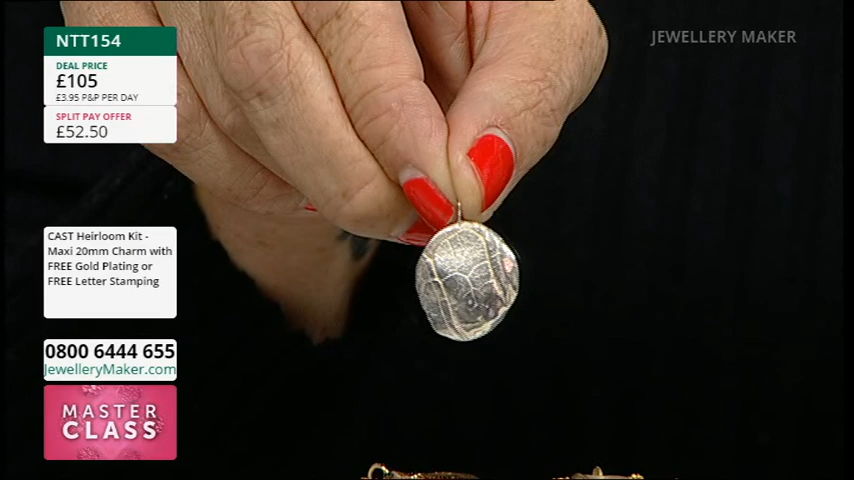 NTT154
DEAL PRICE
£105
£3.95 P&P PER DAY
SPLIT PAY OFFER
£52.50
CAST Heirloom Kit -
Maxi 20mm Charm with
FREE Gold Plating or
FREE Letter Stamping
0800 6444 655
JewelleryMaker.com
MASTER
CLASS
JEWELLERY MAKER